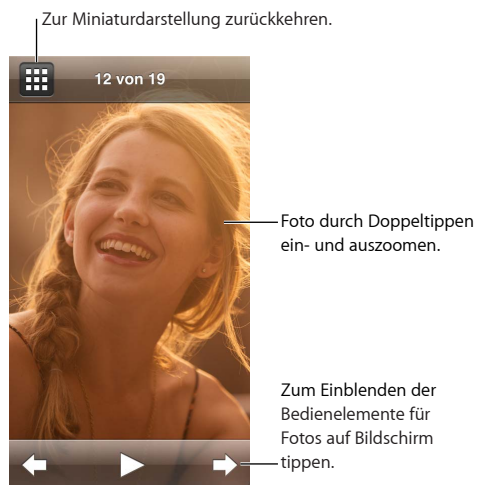 Zur Miniaturdarstellung zurückkehren.
12 von 19
Foto durch Doppeltippen
ein- und auszoomen.
Zum Einblenden der
Bedienelemente für
Fotos auf Bildschirm
tippen.